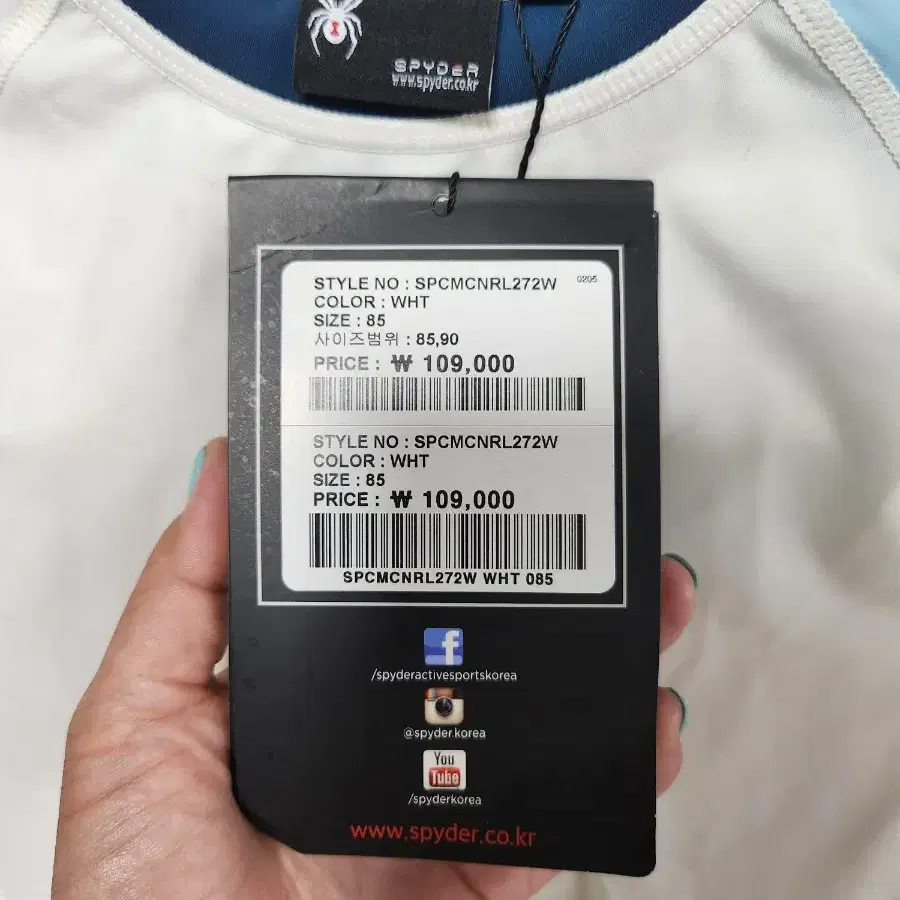 SPYDER
www.spyder.co.kr
STYLE NO : SPCMCNRL272W 0205
COLOR : WHT
SIZE : 85
사이즈범위 : 85,90
PRICE : ₩ 109,000
STYLE NO : SPCMCNRL272W
COLOR : WHT
SIZE : 85
PRICE : ₩ 109,000
SPCMCNRL272W WHT 085
f
/spyderactivesportskorea
@spyder.korea
You
Tube
/spyderkorea
www.spyder.co.kr